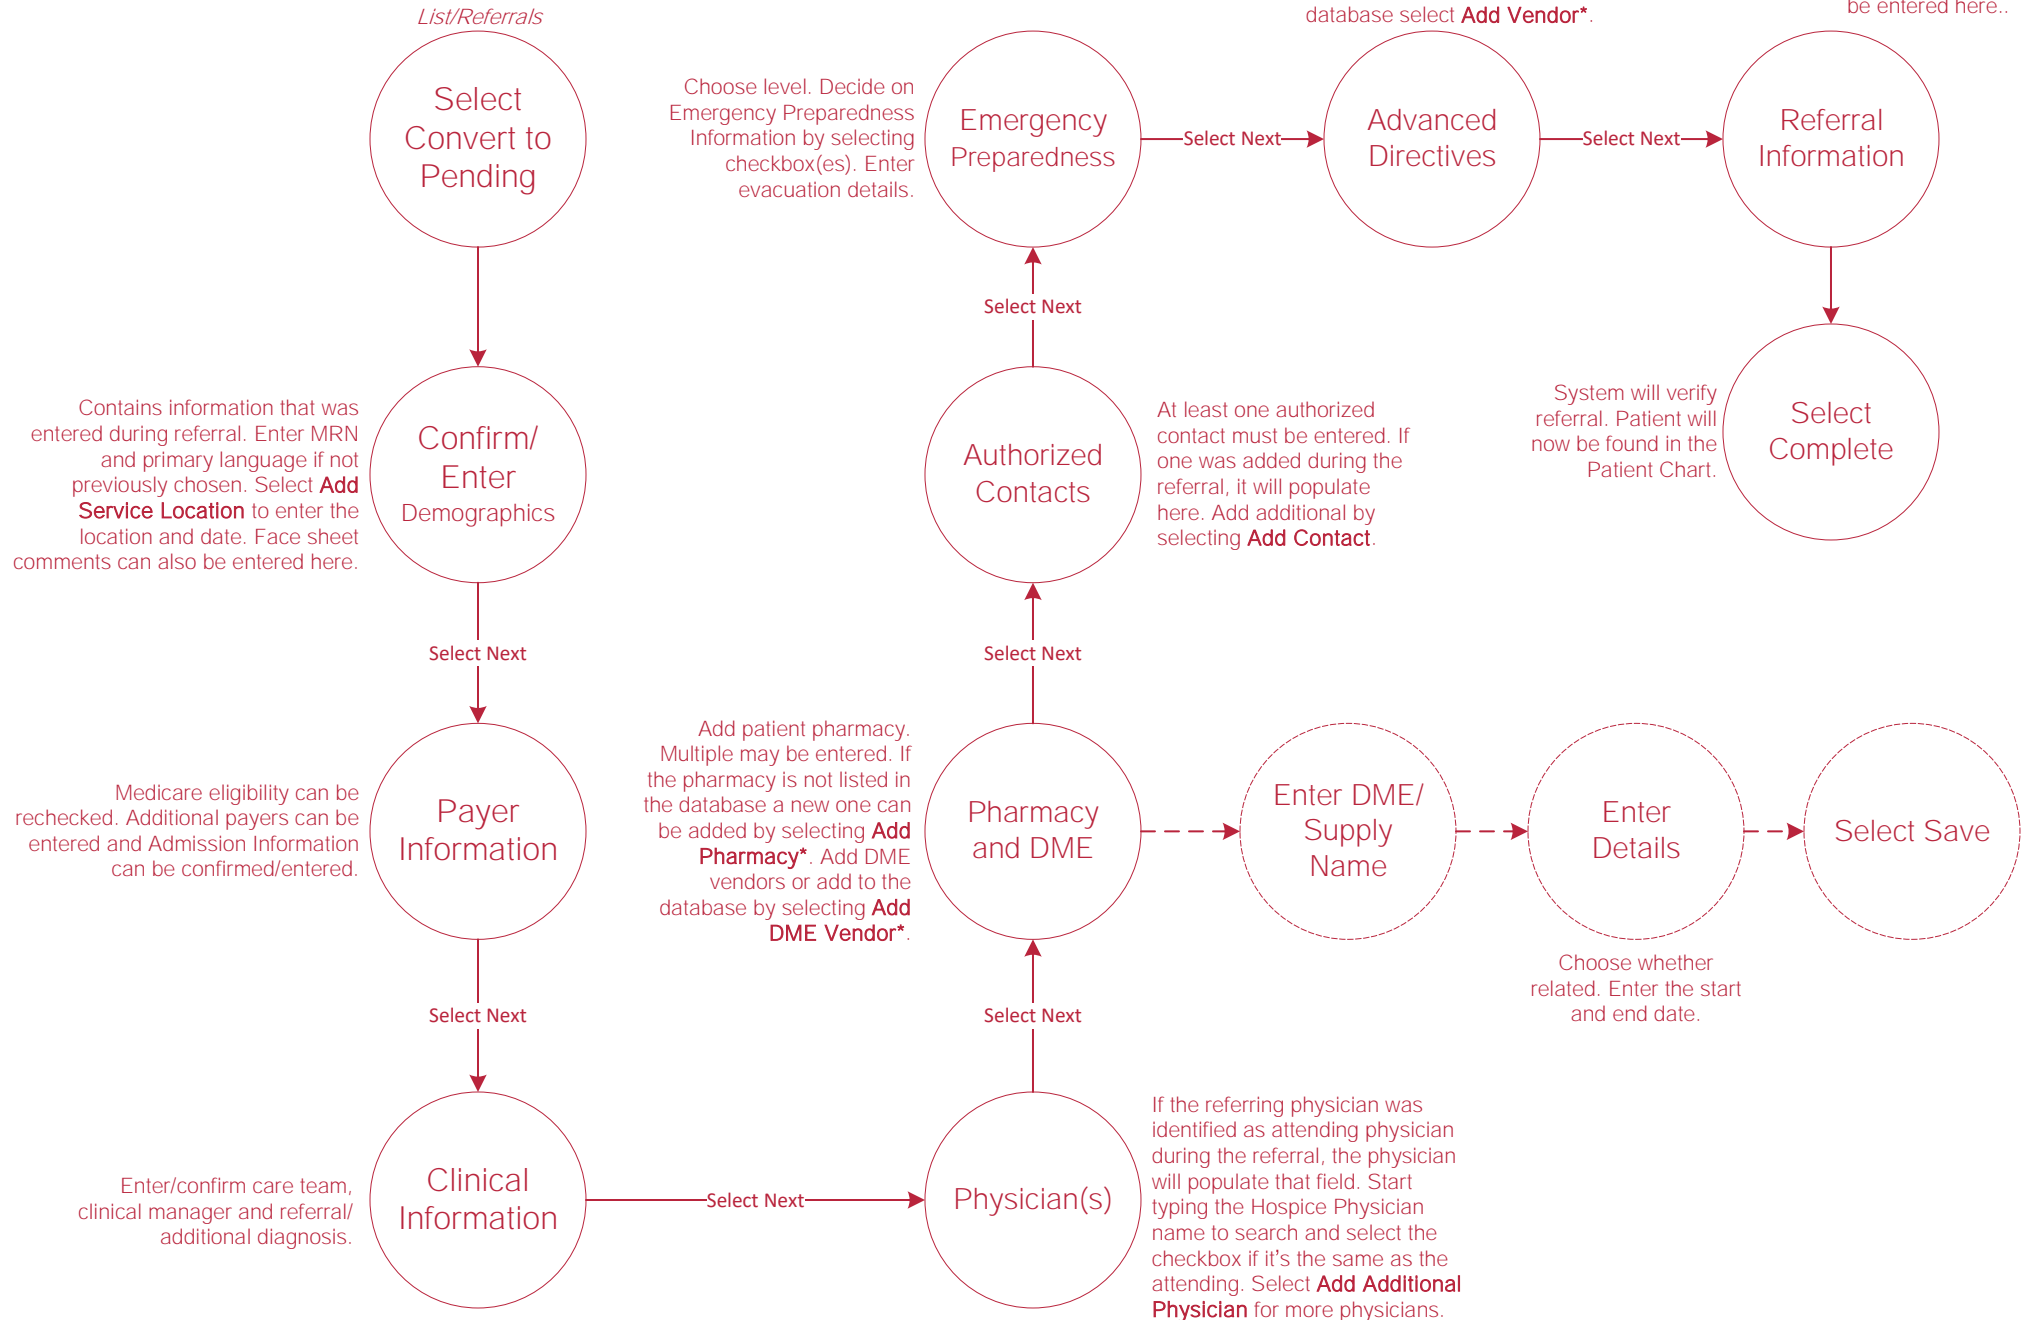 List/Referrals
Select
Convert to
Pending
Contains information that was
entered during referral. Enter MRN
and primary language if not
previously chosen. Select Add
Service Location to enter the
location and date. Face sheet
comments can also be entered here.
Confirm/
Enter
Demographics
Select Next
Medicare eligibility can be
rechecked. Additional payers can be
entered and Admission Information
can be confirmed/entered.
Payer
Information
Select Next
Enter/confirm care team,
clinical manager and referral/
additional diagnosis.
Clinical
Information
Select Next
Physician(s)
If the referring physician was
identified as attending physician
during the referral, the physician
will populate that field. Start
typing the Hospice Physician
name to search and select the
checkbox if it's the same as the
attending. Select Add Additional
Physician for more physicians.
Select Next
Add patient pharmacy.
Multiple may be entered. If
the pharmacy is not listed in
the database a new one can
be added by selecting Add
Pharmacy*. Add DME
vendors or add to the
database by selecting Add
DME Vendor*.
Pharmacy
and DME
Enter DME/
Supply
Name
Enter
Details
Choose whether
related. Enter the start
and end date.
Select Save
Select Next
Authorized
Contacts
At least one authorized
contact must be entered. If
one was added during the
referral, it will populate
here. Add additional by
selecting Add Contact.
Select Next
Choose level. Decide on
Emergency Preparedness
Information by selecting
checkbox(es). Enter
evacuation details.
Emergency
Preparedness
Select Next
database select Add Vendor*.
Advanced
Directives
Select Next
be entered here..
Referral
Information
System will verify
referral. Patient will
now be found in the
Patient Chart.
Select
Complete